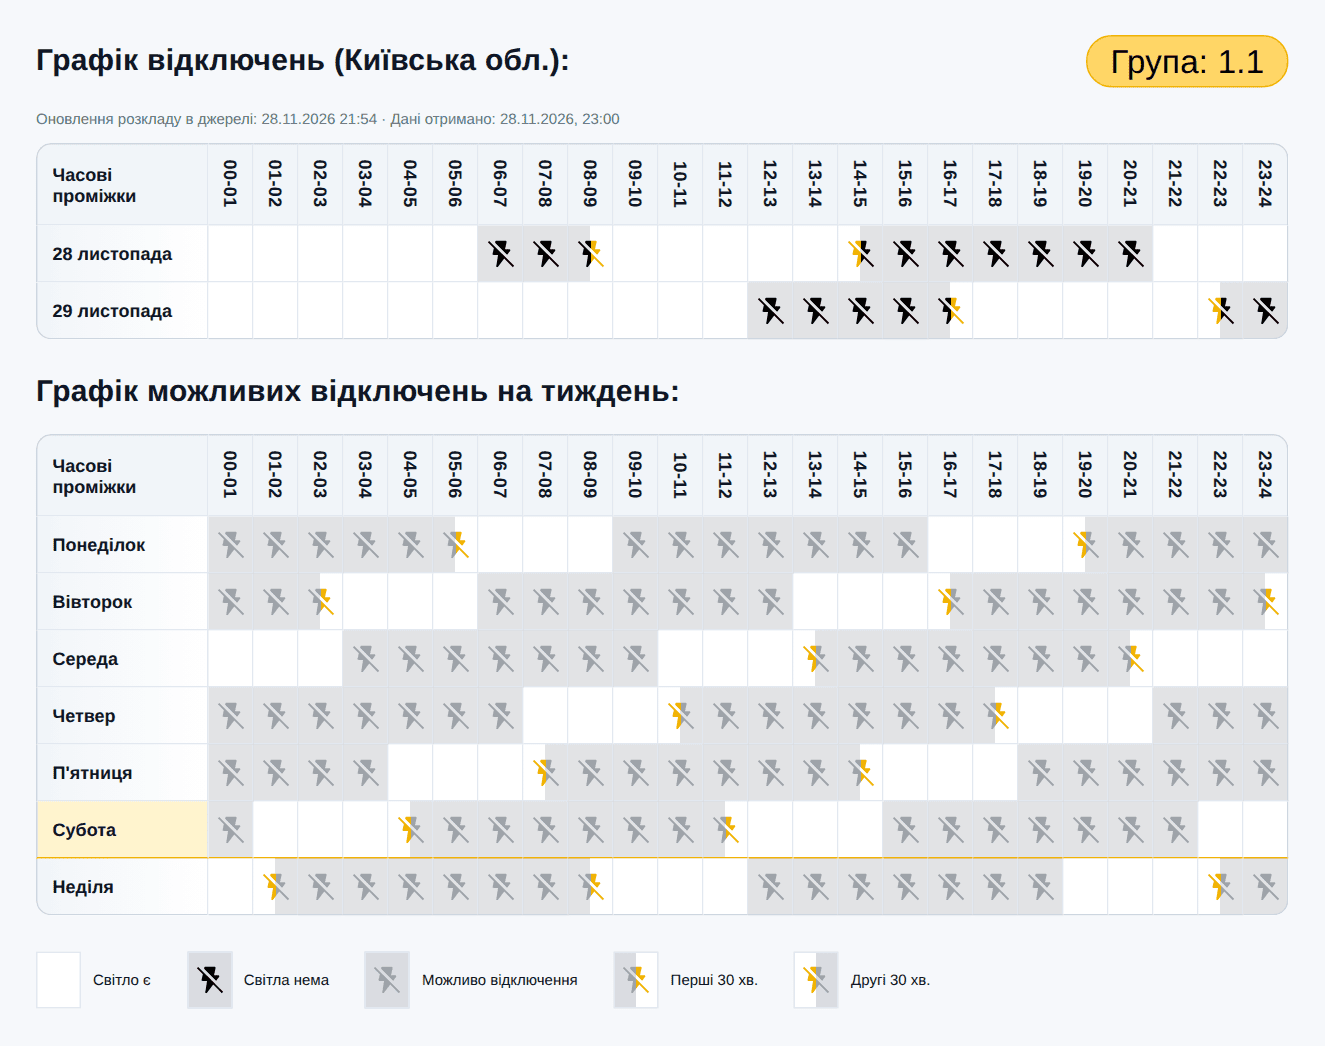 Графік відключень (Київська обл.):
Група: 1.1
Оновлення розкладу в джерелі: 28.11.2026 21:54 · Дані отримано: 28.11.2026, 23:00
Часові проміжки 00-01 01-02 02-03 03-04 04-05 05-06 06-07 07-08 08-09 09-10 10-11 11-12 12-13 13-14 14-15 15-16 16-17 17-18 18-19 19-20 20-21 21-22 22-23 23-24
28 листопада
29 листопада
Графік можливих відключень на тиждень:
Часові проміжки 00-01 01-02 02-03 03-04 04-05 05-06 06-07 07-08 08-09 09-10 10-11 11-12 12-13 13-14 14-15 15-16 16-17 17-18 18-19 19-20 20-21 21-22 22-23 23-24
Понеділок
Вівторок
Середа
Четвер
П'ятниця
Субота
Неділя
Світло є Світла нема Можливо відключення Перші 30 хв. Другі 30 хв.